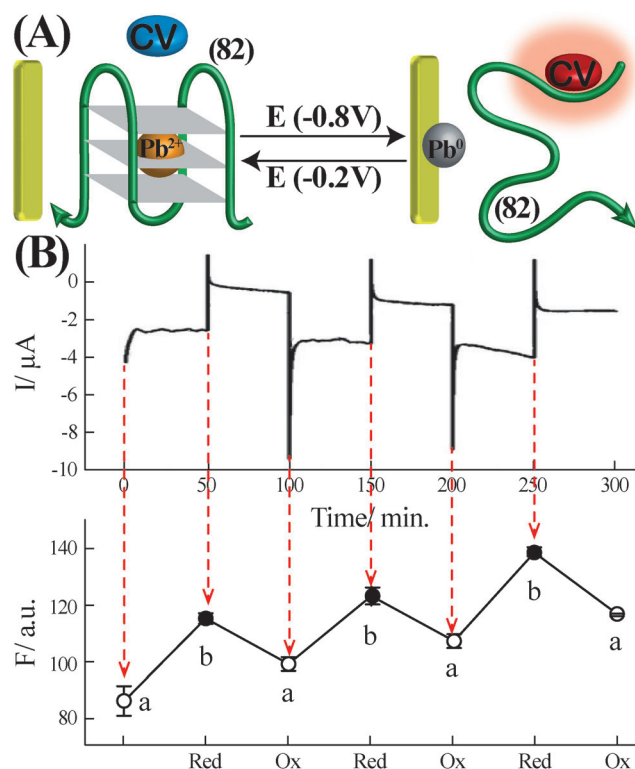 (A)
CV
(82)
Pb²⁺
E (-0.8V)
E (-0.2V)
Pb⁰
CV
(82)
(B)
I/ µA
0
-2
-4
-6
-8
-10
0 50 100 150 200 250 300
Time/ min.
F/ a.u.
140
120
100
80
a
b
a
b
a
b
a
Red Ox Red Ox Red Ox